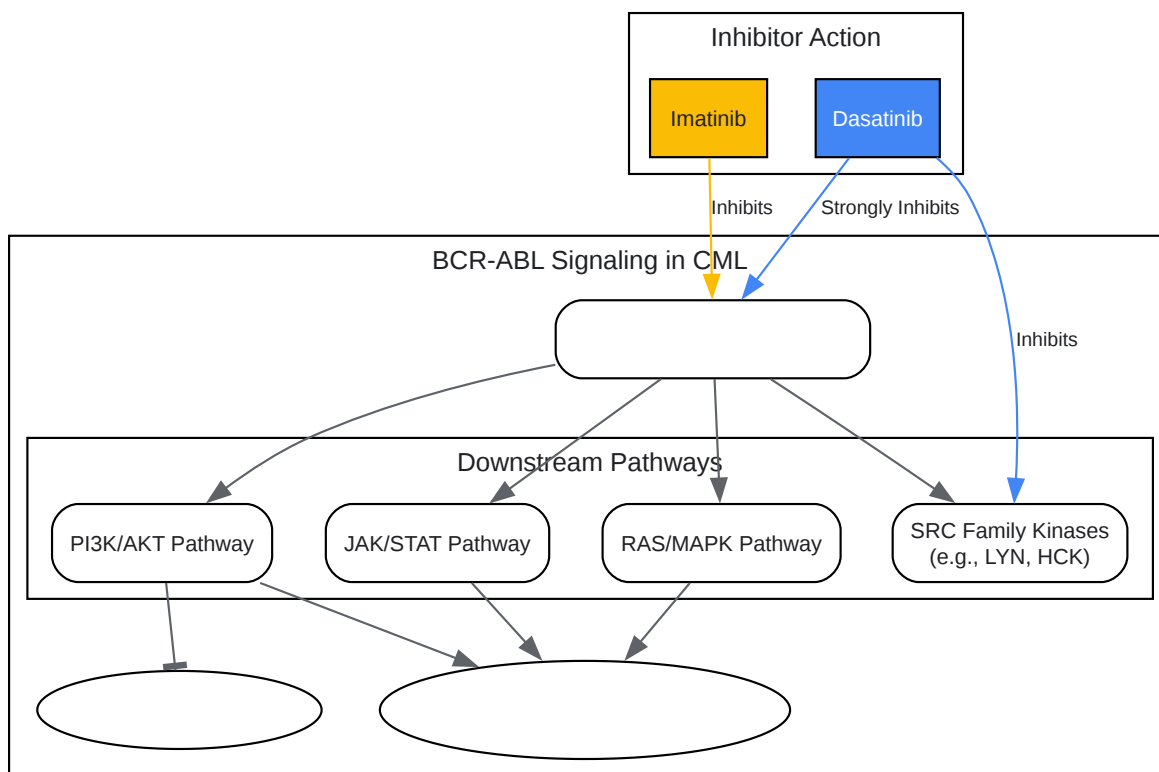 Inhibitor Action
Imatinib
Dasatinib
Inhibits
Strongly Inhibits
BCR-ABL Signaling in CML
Inhibits
Downstream Pathways
PI3K/AKT Pathway
JAK/STAT Pathway
RAS/MAPK Pathway
SRC Family Kinases
(e.g., LYN, HCK)